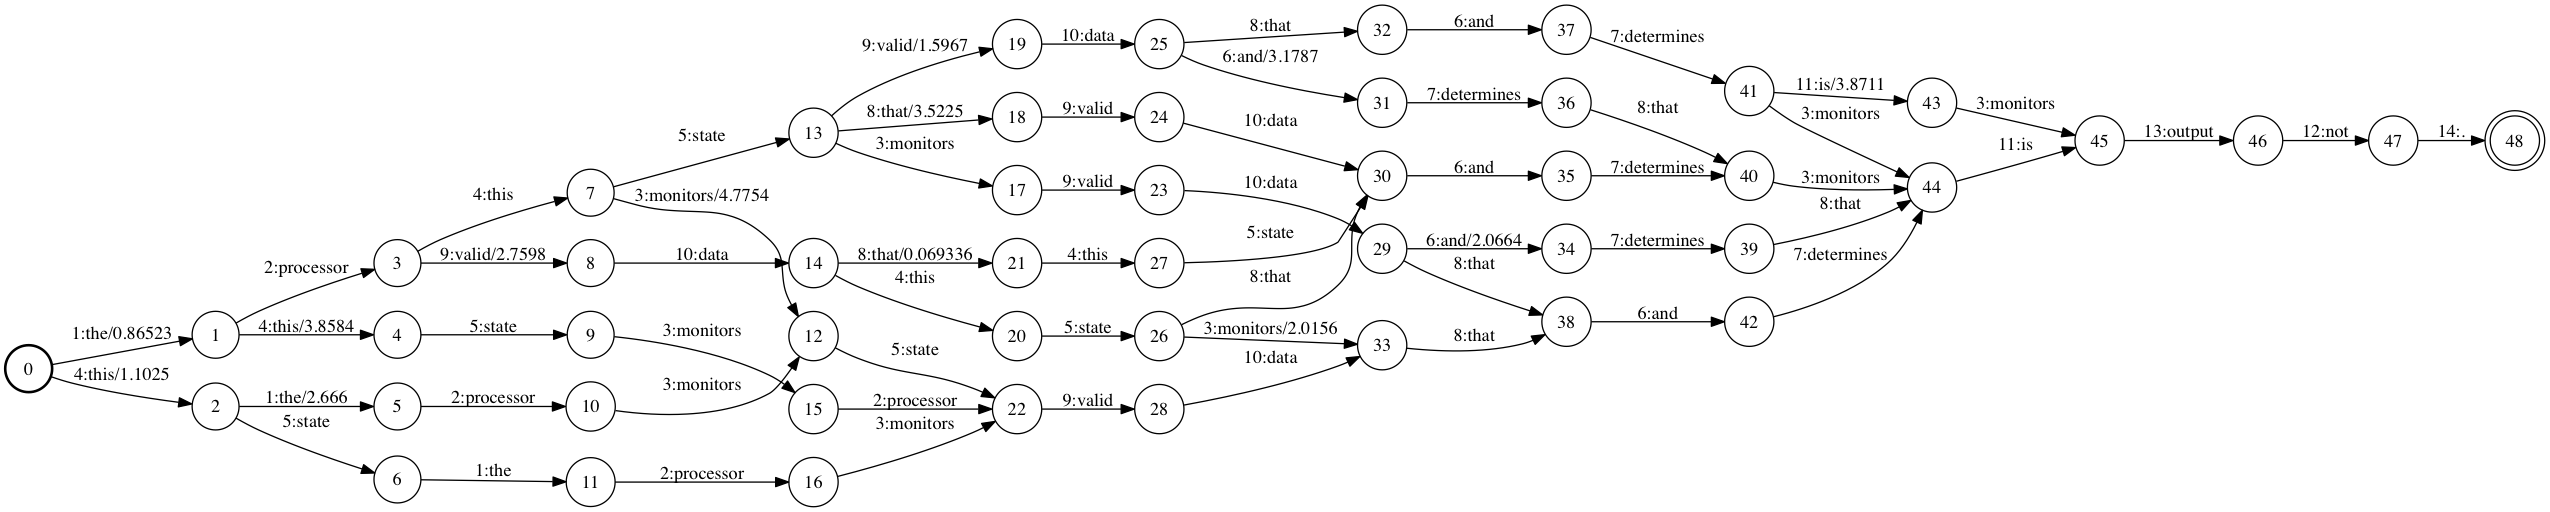 32
6:and
37
8:that
9:valid/1.5967
19
10:data
25
7:determines
6:and/3.1787
11:is/3.8711
41
43
3:monitors
31
7:determines
36
3:monitors
8:that/3.5225
18
9:valid
24
8:that
5:state
13
10:data
3:monitors
11:is
45
13:output
46
12:not
47
14:.
48
17
9:valid
23
10:data
30
6:and
35
7:determines
40
3:monitors
44
4:this
7
3:monitors/4.7754
8:that
5:state
29
6:and/2.0664
34
7:determines
39
2:processor
3
9:valid/2.7598
8
10:data
14
8:that/0.069336
21
4:this
27
8:that
7:determines
4:this
8:that
1:the/0.86523
1
4:this/3.8584
4
5:state
9
3:monitors
12
20
5:state
26
3:monitors/2.0156
33
8:that
38
6:and
42
0
4:this/1.1025
5:state
10:data
2
1:the/2.666
5
2:processor
10
3:monitors
15
2:processor
22
9:valid
28
5:state
3:monitors
6
1:the
11
2:processor
16